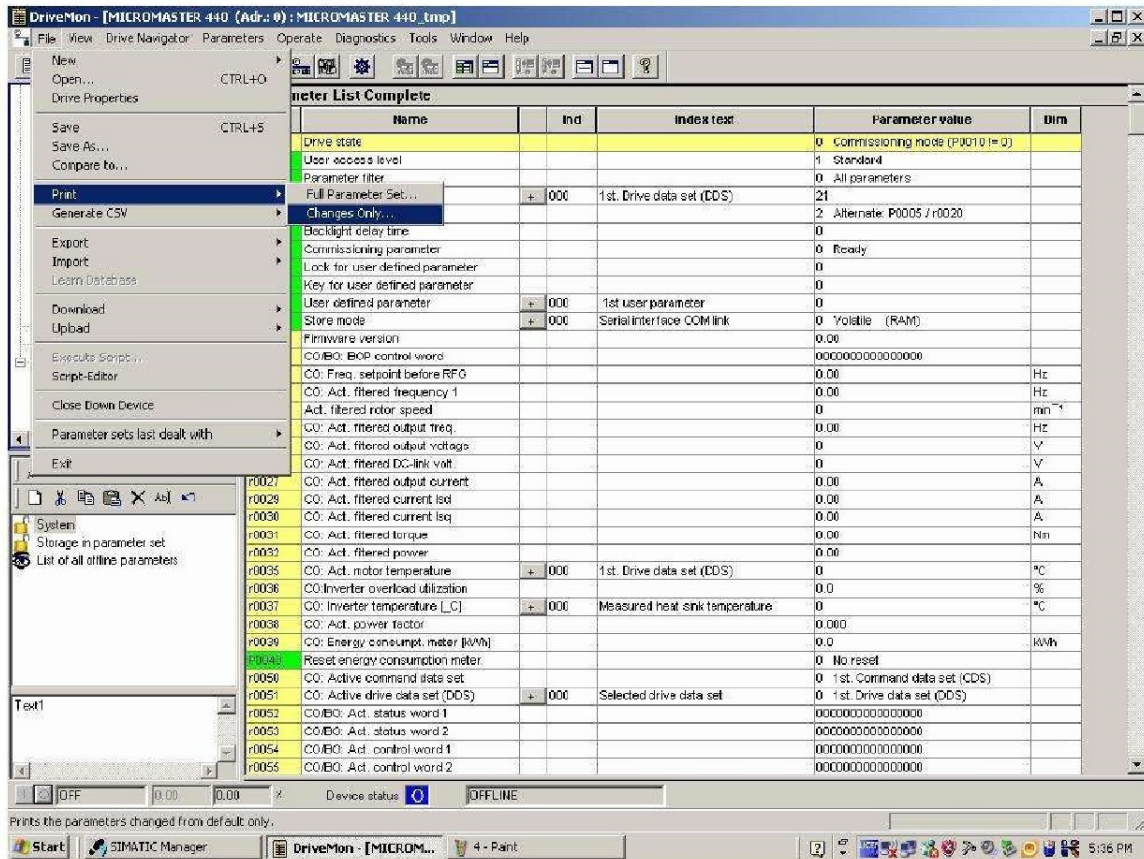 DriveMon - [MICROMASTER 440 (Adr.: 0) : MICROMASTER 440_tmp]
File View Drive Navigator Parameters Operate Diagnostics Tools Window Help
New
Open... CTRL+O
Drive Properties
Save CTRL+S
Save As...
Compare to...
Print
Generate CSV
Export
Import
Learn Database
Download
Upload
Execute Script...
Script-Editor
Close Down Device
Parameter sets last dealt with
Exit
Full Parameter Set...
Changes Only...
meter List Complete
Name Ind Index text Parameter value Dim
Drive state 0 Commissioning mode (P0010 != 0)
User access level 1 Standard
Parameter filter 0 All parameters
+ 000 1st. Drive data set (DDS) 21
2 Alternate: P0005 / r0020
Backlight delay time 0
Commissioning parameter 0 Ready
Lock for user defined parameter 0
Key for user defined parameter 0
User defined parameter + 000 1st user parameter 0
Store mode + 000 Serial interface COM link 0 Volatile (RAM)
Firmware version 0.00
CO/BO: BOP control word 0000000000000000
CO: Freq. setpoint before RFG 0.00 Hz
CO: Act. filtered frequency 1 0.00 Hz
Act. filtered rotor speed 0 min⁻¹
CO: Act. filtered output freq. 0.00 Hz
CO: Act. filtered output voltage 0 V
CO: Act. filtered DC-link volt. 0 V
r0027 CO: Act. filtered output current 0.00 A
r0029 CO: Act. filtered current Isd 0.00 A
r0030 CO: Act. filtered current Isq 0.00 A
r0031 CO: Act. filtered torque 0.00 Nm
r0032 CO: Act. filtered power 0.00
r0035 CO: Act. motor temperature + 000 1st. Drive data set (DDS) 0 °C
r0036 CO:Inverter overload utilization 0.0 %
r0037 CO: Inverter temperature [_C] + 000 Measured heat sink temperature 0 °C
r0038 CO: Act. power factor 0.000
r0039 CO: Energy consumpt. meter [kWh] 0.0 kWh
P0040 Reset energy consumption meter 0 No reset
r0050 CO: Active command data set 0 1st. Command data set (CDS)
r0051 CO: Active drive data set (DDS) + 000 Selected drive data set 0 1st. Drive data set (DDS)
r0052 CO/BO: Act. status word 1 0000000000000000
r0053 CO/BO: Act. status word 2 0000000000000000
r0054 CO/BO: Act. control word 1 0000000000000000
r0055 CO/BO: Act. control word 2 0000000000000000
System
Storage in parameter set
List of all offline parameters
Text1
OFF 0.00 0.00 % Device status OFFLINE
Prints the parameters changed from default only.
Start SIMATIC Manager DriveMon - [MICROM... 4 - Paint 5:36 PM